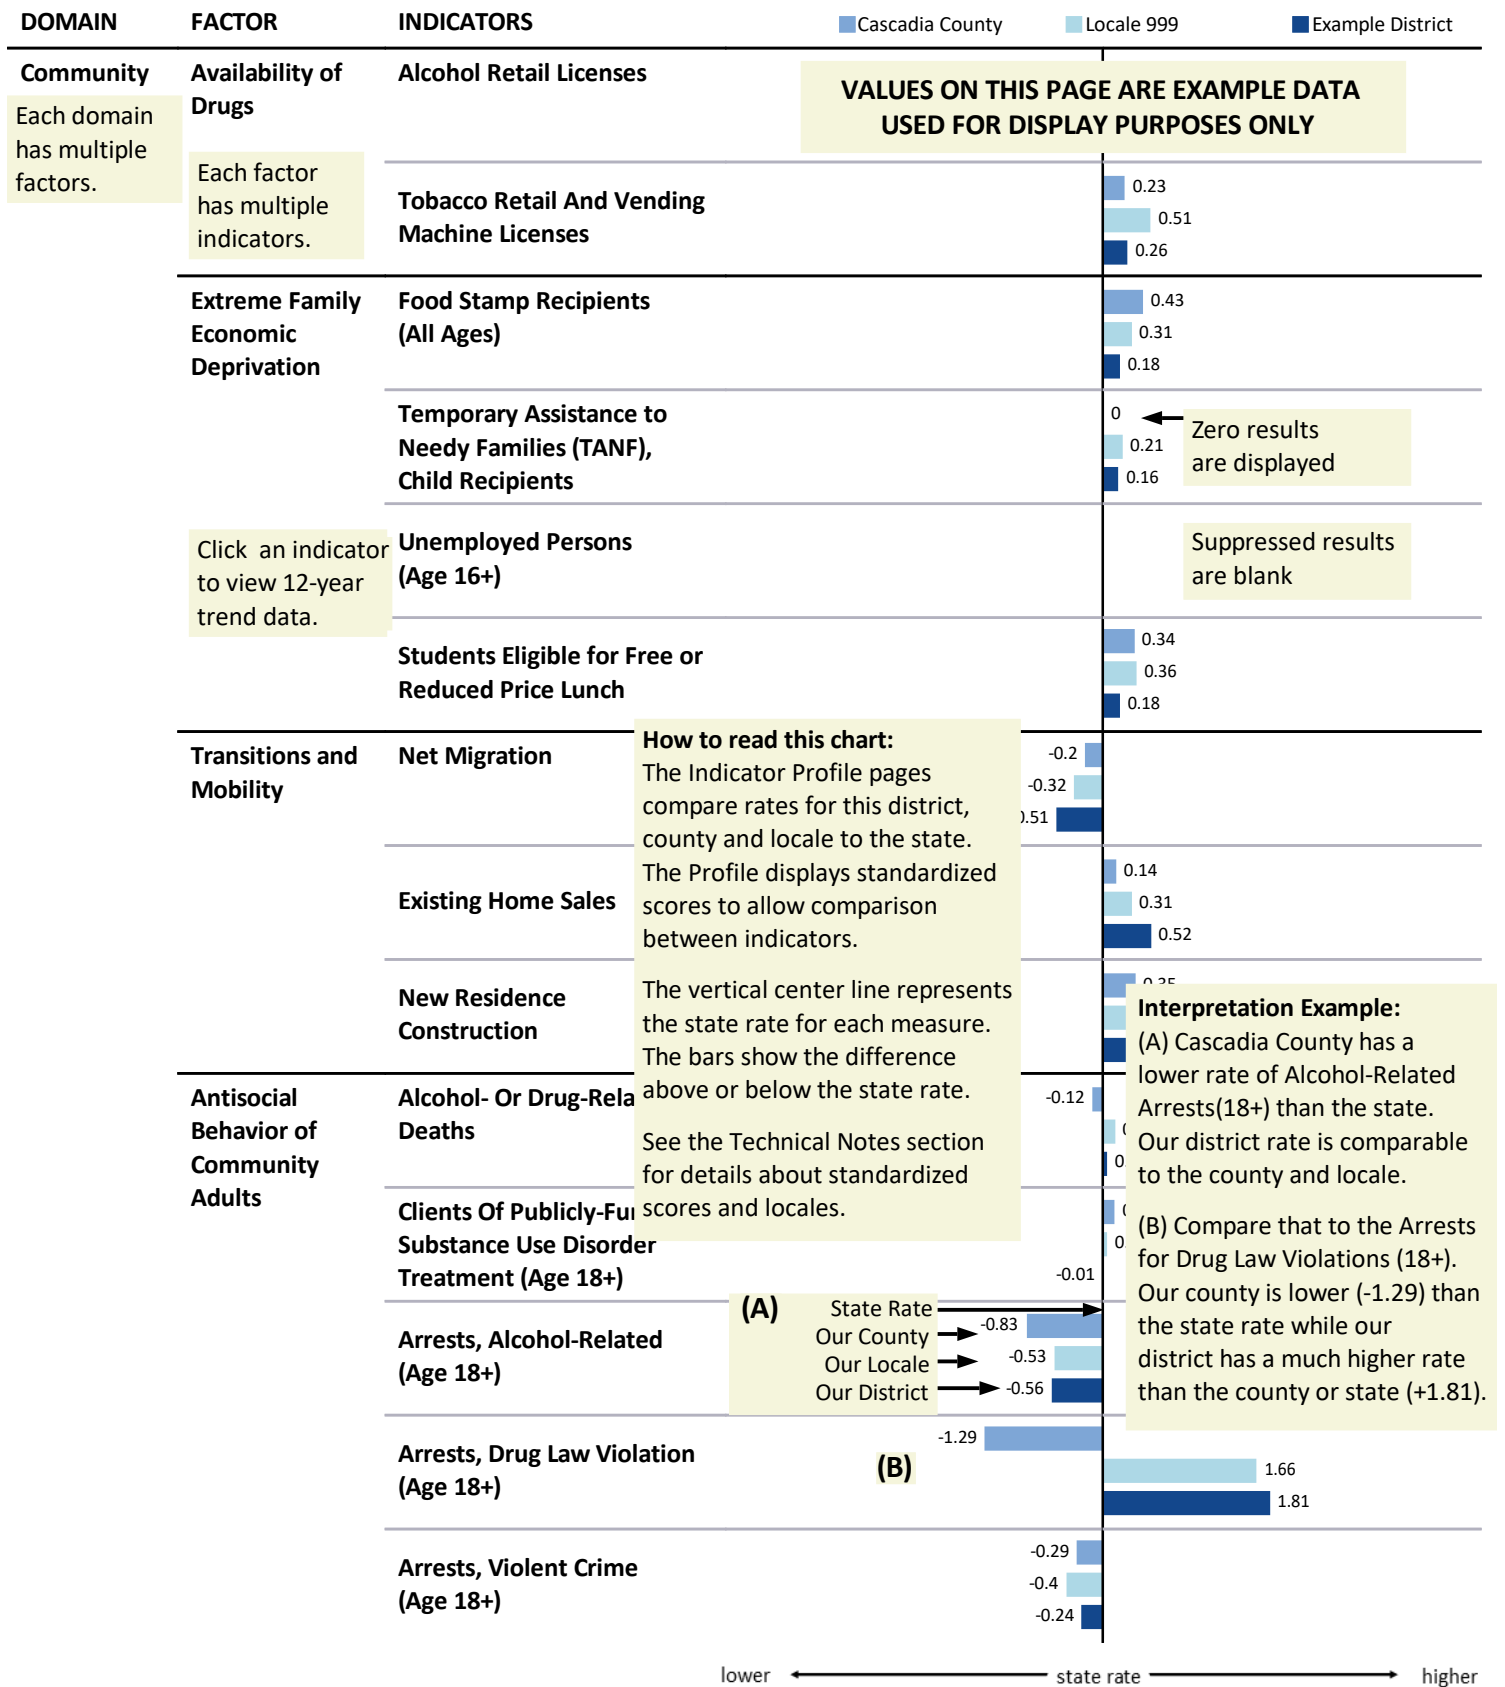 DOMAIN FACTOR INDICATORS Cascadia County Locale 999 Example District
Community Availability of Drugs Alcohol Retail Licenses
VALUES ON THIS PAGE ARE EXAMPLE DATA
USED FOR DISPLAY PURPOSES ONLY
Each domain
has multiple
factors.
Each factor
has multiple
indicators.
Tobacco Retail And Vending
Machine Licenses
0.23
0.51
0.26
Extreme Family
Economic
Deprivation
Food Stamp Recipients
(All Ages)
0.43
0.31
0.18
Temporary Assistance to
Needy Families (TANF),
Child Recipients
0
0.21
0.16
Zero results
are displayed
Click an indicator
to view 12-year
trend data.
Unemployed Persons
(Age 16+)
Suppressed results
are blank
Students Eligible for Free or
Reduced Price Lunch
0.34
0.36
0.18
Transitions and
Mobility
Net Migration
-0.2
-0.32
0.51
How to read this chart:
The Indicator Profile pages
compare rates for this district,
county and locale to the state.
The Profile displays standardized
scores to allow comparison
between indicators.
The vertical center line represents
the state rate for each measure.
The bars show the difference
above or below the state rate.
See the Technical Notes section
for details about standardized
scores and locales.
Existing Home Sales
0.14
0.31
0.52
New Residence
Construction
Interpretation Example:
(A) Cascadia County has a
lower rate of Alcohol-Related
Arrests(18+) than the state.
Our district rate is comparable
to the county and locale.
(B) Compare that to the Arrests
for Drug Law Violations (18+).
Our county is lower (-1.29) than
the state rate while our
district has a much higher rate
than the county or state (+1.81).
Antisocial
Behavior of
Community
Adults
Alcohol- Or
Deaths
-0.12
Clients Of
Substance Use Disorder
Treatment (Age 18+)
-0.01
Arrests, Alcohol-Related
(Age 18+)
(A)
State Rate
Our County
Our Locale
Our District
-0.83
-0.53
-0.56
Arrests, Drug Law Violation
(Age 18+)
(B)
-1.29
1.66
1.81
Arrests, Violent Crime
(Age 18+)
-0.29
-0.4
-0.24
lower state rate higher